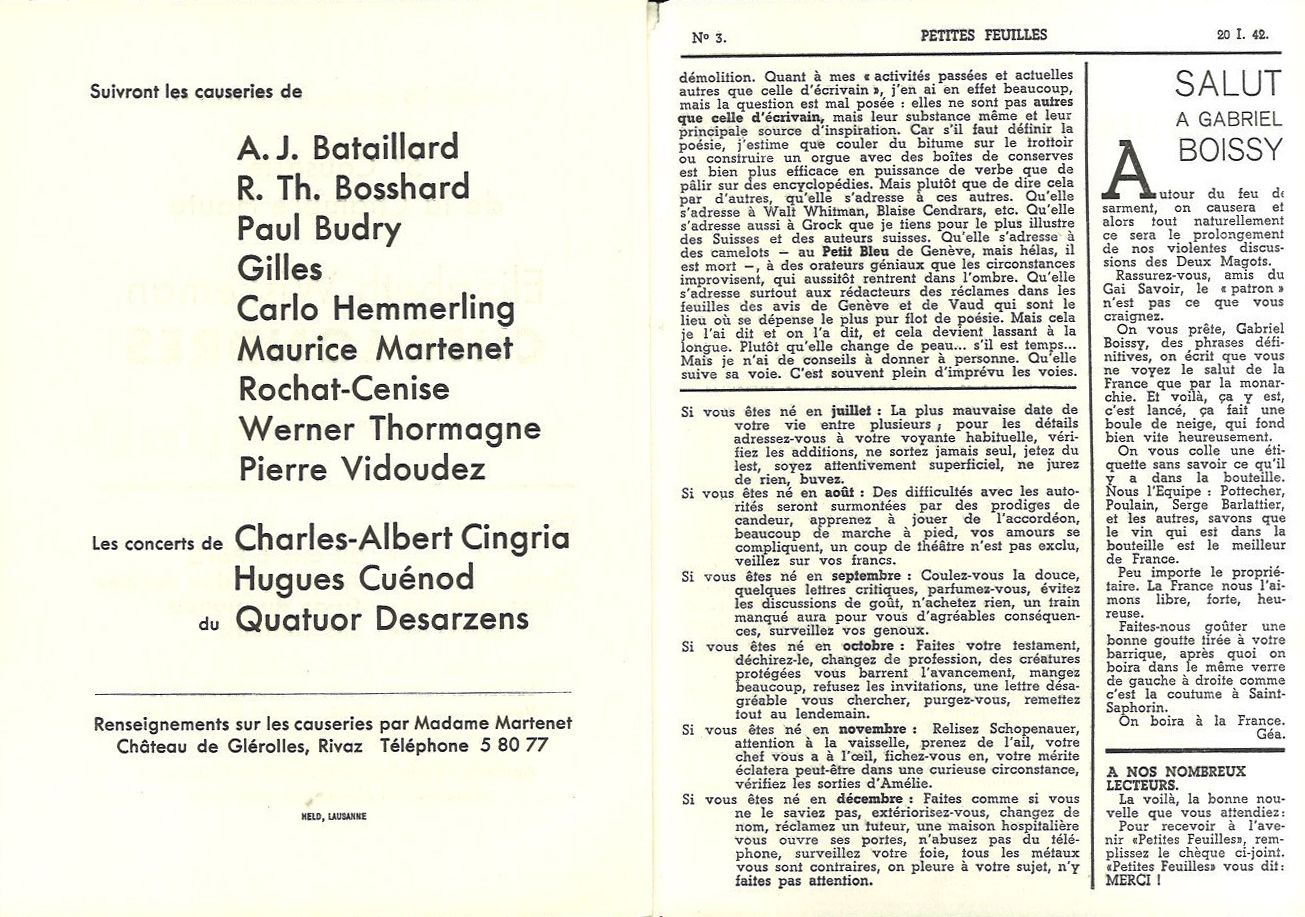 Suivront les causeries de
A. J. Bataillard
R. Th. Bosshard
Paul Budry
Gilles
Carlo Hemmerling
Maurice Martenet
Rochat-Cenise
Werner Thormagne
Pierre Vidoudez
Les concerts de Charles-Albert Cingria
Hugues Cuénod
du Quatuor Desarzens
Renseignements sur les causeries par Madame Martenet
Château de Glérolles, Rivaz Téléphone 5 80 77
HELD, LAUSANNE
No 3.
PETITES FEUILLES
20 I. 42.
démolition. Quant à mes « activités passées et actuelles
autres que celle d'écrivain », j'en ai en effet beaucoup,
mais la question est mal posée : elles ne sont pas autres
que celle d'écrivain, mais leur substance même et leur
principale source d'inspiration. Car s'il faut définir la
poésie, j'estime que couler du bitume sur le trottoir
ou construire un orgue avec des boîtes de conserves
est bien plus efficace en puissance de verbe que de
pâlir sur des encyclopédies. Mais plutôt que de dire cela
par d'autres, qu'elle s'adresse à ces autres. Qu'elle
s'adresse à Walt Whitman, Blaise Cendrars, etc. Qu'elle
s'adresse aussi à Grock que je tiens pour le plus illustre
des Suisses et des auteurs suisses. Qu'elle s'adresse à
des camelots – au Petit Bleu de Genève, mais hélas, il
est mort –, à des orateurs géniaux que les circonstances
improvisent, qui aussitôt rentrent dans l'ombre. Qu'elle
s'adresse surtout aux rédacteurs des réclames dans les
feuilles des avis de Genève et de Vaud qui sont le
lieu où se dépense le plus pur flot de poésie. Mais cela
je l'ai dit et on l'a dit, et cela devient lassant à la
longue. Plutôt qu'elle change de peau... s'il est temps...
Mais je n'ai de conseils à donner à personne. Qu'elle
suive sa voie. C'est souvent plein d'imprévu les voies.
Si vous êtes né en juillet : La plus mauvaise date de
votre vie entre plusieurs ; pour les détails
adressez-vous à votre voyante habituelle, véri-
fiez les additions, ne sortez jamais seul, jetez du
lest, soyez attentivement superficiel, ne jurez
de rien, buvez.
Si vous êtes né en août : Des difficultés avec les auto-
rités seront surmontées par des prodiges de
candeur, apprenez à jouer de l'accordéon,
beaucoup de marche à pied, vos amours se
compliquent, un coup de théâtre n'est pas exclu,
veillez sur vos francs.
Si vous êtes né en septembre : Coulez-vous la douce,
quelques lettres critiques, parfumez-vous, évitez
les discussions de goût, n'achetez rien, un train
manqué aura pour vous d'agréables conséquen-
ces, surveillez vos genoux.
Si vous êtes né en octobre : Faites votre testament,
déchirez-le, changez de profession, des créatures
protégées vous barrent l'avancement, mangez
beaucoup, refusez les invitations, une lettre désa-
gréable vous chercher, purgez-vous, remettez
tout au lendemain.
Si vous êtes né en novembre : Relisez Schopenauer,
attention à la vaisselle, prenez de l'ail, votre
chef vous a à l'œil, fichez-vous en, votre mérite
éclatera peut-être dans une curieuse circonstance,
vérifiez les sorties d'Amélie.
Si vous êtes né en décembre : Faites comme si vous
ne le saviez pas, extériorisez-vous, changez de
nom, réclamez un tuteur, une maison hospitalière
vous ouvre ses portes, n'abusez pas du télé-
phone, surveillez votre foie, tous les métaux
vous sont contraires, on pleure à votre sujet, n'y
faites pas attention.
SALUT
A GABRIEL
BOISSY
Autour du feu de
sarment, on causera et
alors tout naturellement
ce sera le prolongement
de nos violentes discus-
sions des Deux Magots.
Rassurez-vous, amis du
Gai Savoir, le « patron »
n'est pas ce que vous
craignez.
On vous prête, Gabriel
Boissy, des phrases défi-
nitives, on écrit que vous
ne voyez le salut de la
France que par la monar-
chie. Et voilà, ça y est,
c'est lancé, ça fait une
boule de neige, qui fond
bien vite heureusement.
On vous colle une éti-
quette sans savoir ce qu'il
y a dans la bouteille.
Nous l'Equipe : Pottecher,
Poulain, Serge Barlattier,
et les autres, savons que
le vin qui est dans la
bouteille est le meilleur
de France.
Peu importe le proprié-
taire. La France nous l'ai-
mons libre, forte, heu-
reuse.
Faites-nous goûter une
bonne goutte tirée à votre
barrique, après quoi on
boira dans le même verre
de gauche à droite comme
c'est la coutume à Saint-
Saphorin.
On boira à la France.
Géa.
A NOS NOMBREUX
LECTEURS.
La voilà, la bonne nou-
velle que vous attendiez :
Pour recevoir à l'ave-
nir «Petites Feuilles», rem-
plissez le chèque ci-joint.
«Petites Feuilles» vous dit :
MERCI !